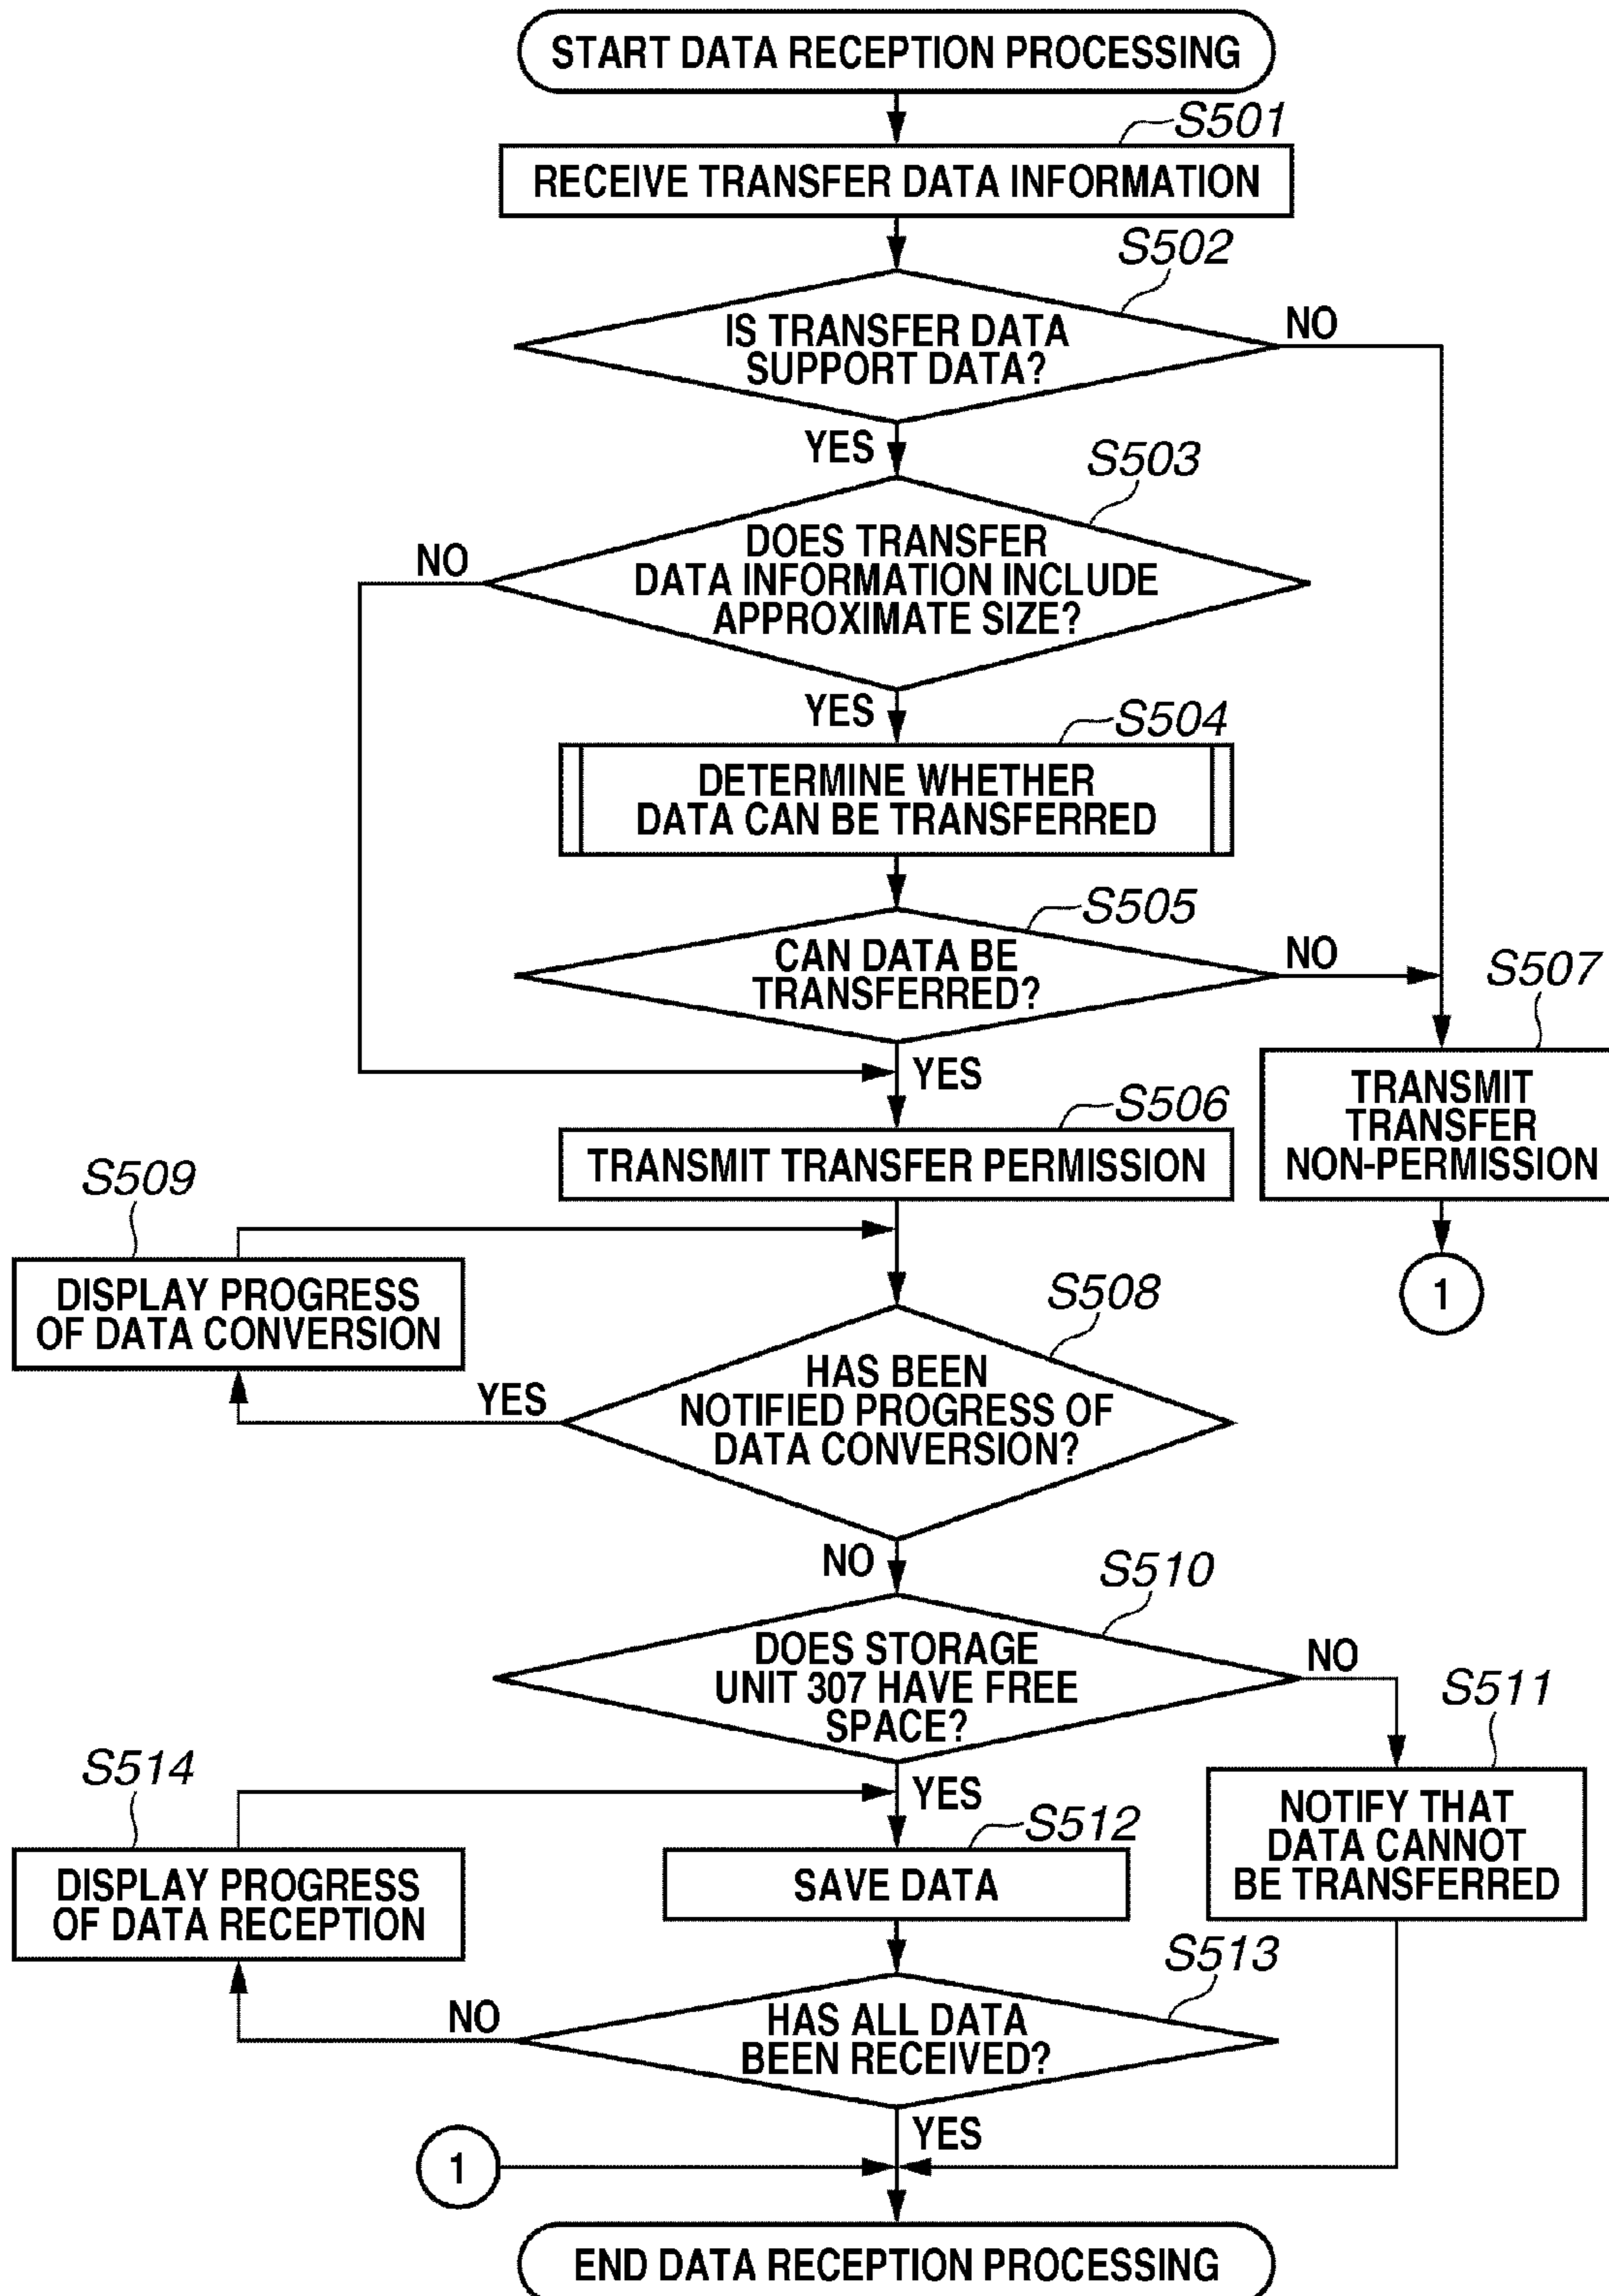 START DATA RECEPTION PROCESSING
S501
RECEIVE TRANSFER DATA INFORMATION
S502
IS TRANSFER DATA
SUPPORT DATA?
NO
YES
S503
DOES TRANSFER
DATA INFORMATION INCLUDE
APPROXIMATE SIZE?
NO
YES
S504
DETERMINE WHETHER
DATA CAN BE TRANSFERRED
S505
CAN DATA BE
TRANSFERRED?
NO
YES
S507
TRANSMIT
TRANSFER
NON-PERMISSION
1
S506
TRANSMIT TRANSFER PERMISSION
S509
DISPLAY PROGRESS
OF DATA CONVERSION
S508
HAS BEEN
NOTIFIED PROGRESS OF
DATA CONVERSION?
YES
NO
S510
DOES STORAGE
UNIT 307 HAVE FREE
SPACE?
NO
YES
S511
NOTIFY THAT
DATA CANNOT
BE TRANSFERRED
S514
DISPLAY PROGRESS
OF DATA RECEPTION
S512
SAVE DATA
S513
HAS ALL DATA
BEEN RECEIVED?
NO
YES
1
END DATA RECEPTION PROCESSING